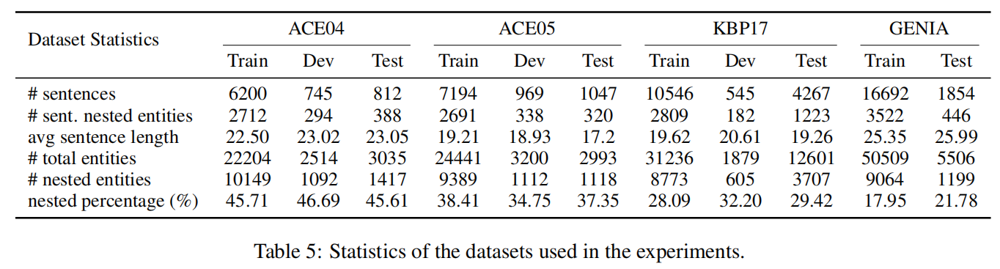 Dataset Statistics ACE04 ACE05 KBP17 GENIA
Train Dev Test Train Dev Test Train Dev Test Train Test
# sentences 6200 745 812 7194 969 1047 10546 545 4267 16692 1854
# sent. nested entities 2712 294 388 2691 338 320 2809 182 1223 3522 446
avg sentence length 22.50 23.02 23.05 19.21 18.93 17.2 19.62 20.61 19.26 25.35 25.99
# total entities 22204 2514 3035 24441 3200 2993 31236 1879 12601 50509 5506
# nested entities 10149 1092 1417 9389 1112 1118 8773 605 3707 9064 1199
nested percentage (%) 45.71 46.69 45.61 38.41 34.75 37.35 28.09 32.20 29.42 17.95 21.78
Table 5: Statistics of the datasets used in the experiments.